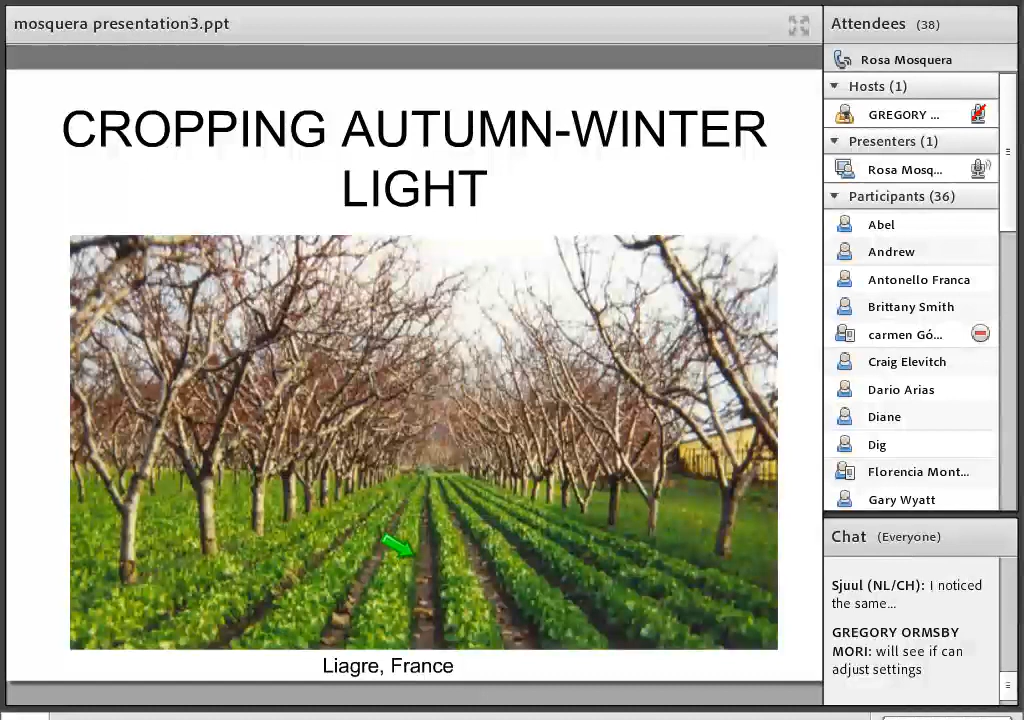 mosquera presentation3.ppt
CROPPING AUTUMN-WINTER
LIGHT
Liagre, France
Attendees (38)
Rosa Mosquera
Hosts (1)
GREGORY ...
Presenters (1)
Rosa Mosq...
Participants (36)
Abel
Andrew
Antonello Franca
Brittany Smith
carmen Gó...
Craig Elevitch
Dario Arias
Diane
Dig
Florencia Mont...
Gary Wyatt
Chat (Everyone)
Sjuul (NL/CH): I noticed
the same...
GREGORY ORMSBY
MORI: will see if can
adjust settings